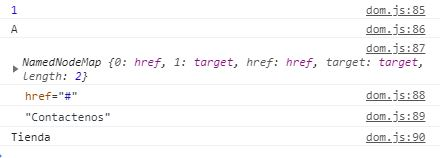 1 dom.js:85
A dom.js:86
dom.js:87
NamedNodeMap {0: href, 1: target, href: href, target: target,
length: 2}
href="#" dom.js:88
"Contactenos" dom.js:89
Tienda dom.js:90